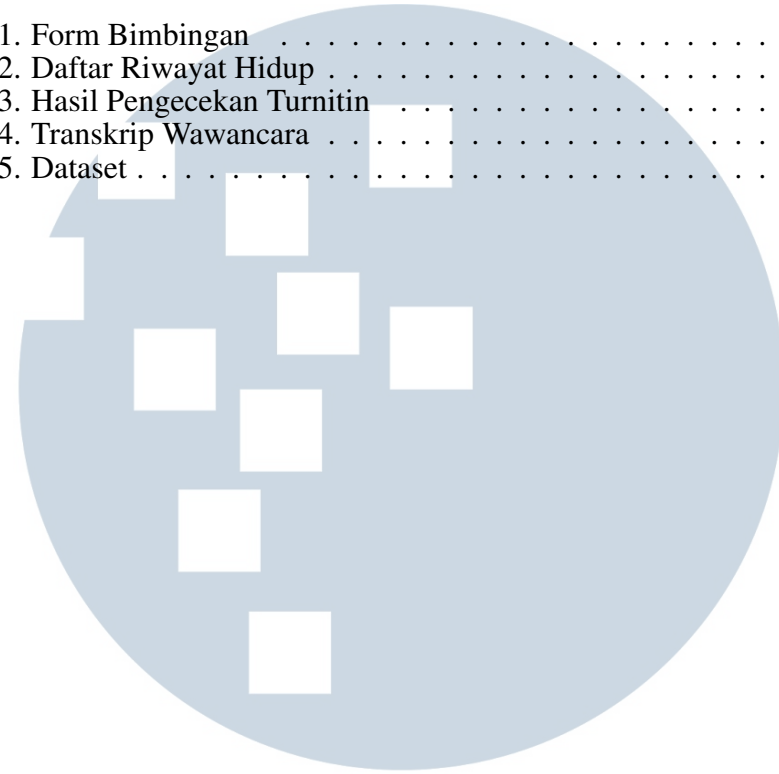 1. Form Bimbingan . . . . . . . . . . . . . . . . . . . . .
2. Daftar Riwayat Hidup . . . . . . . . . . . . . . . . . . .
3. Hasil Pengecekan Turnitin . . . . . . . . . . . . . . . .
4. Transkrip Wawancara . . . . . . . . . . . . . . . . . . .
5. Dataset . . . . . . . . . . . . . . . . . . . . . . . . . . .